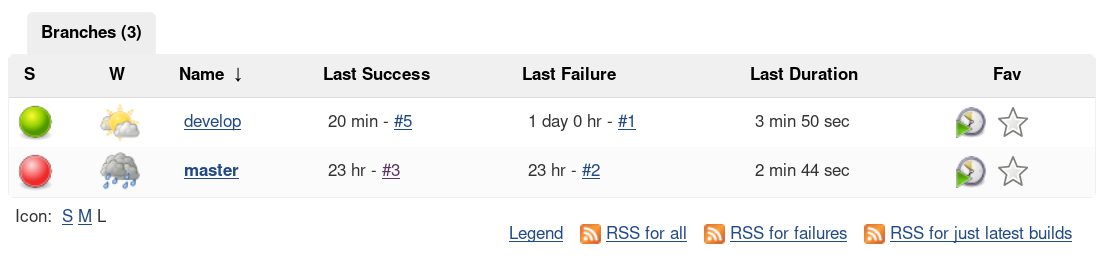 Branches (3)
S W Name ↓ Last Success Last Failure Last Duration Fav
develop 20 min - #5 1 day 0 hr - #1 3 min 50 sec
master 23 hr - #3 23 hr - #2 2 min 44 sec
Icon: S M L
Legend RSS for all RSS for failures RSS for just latest builds